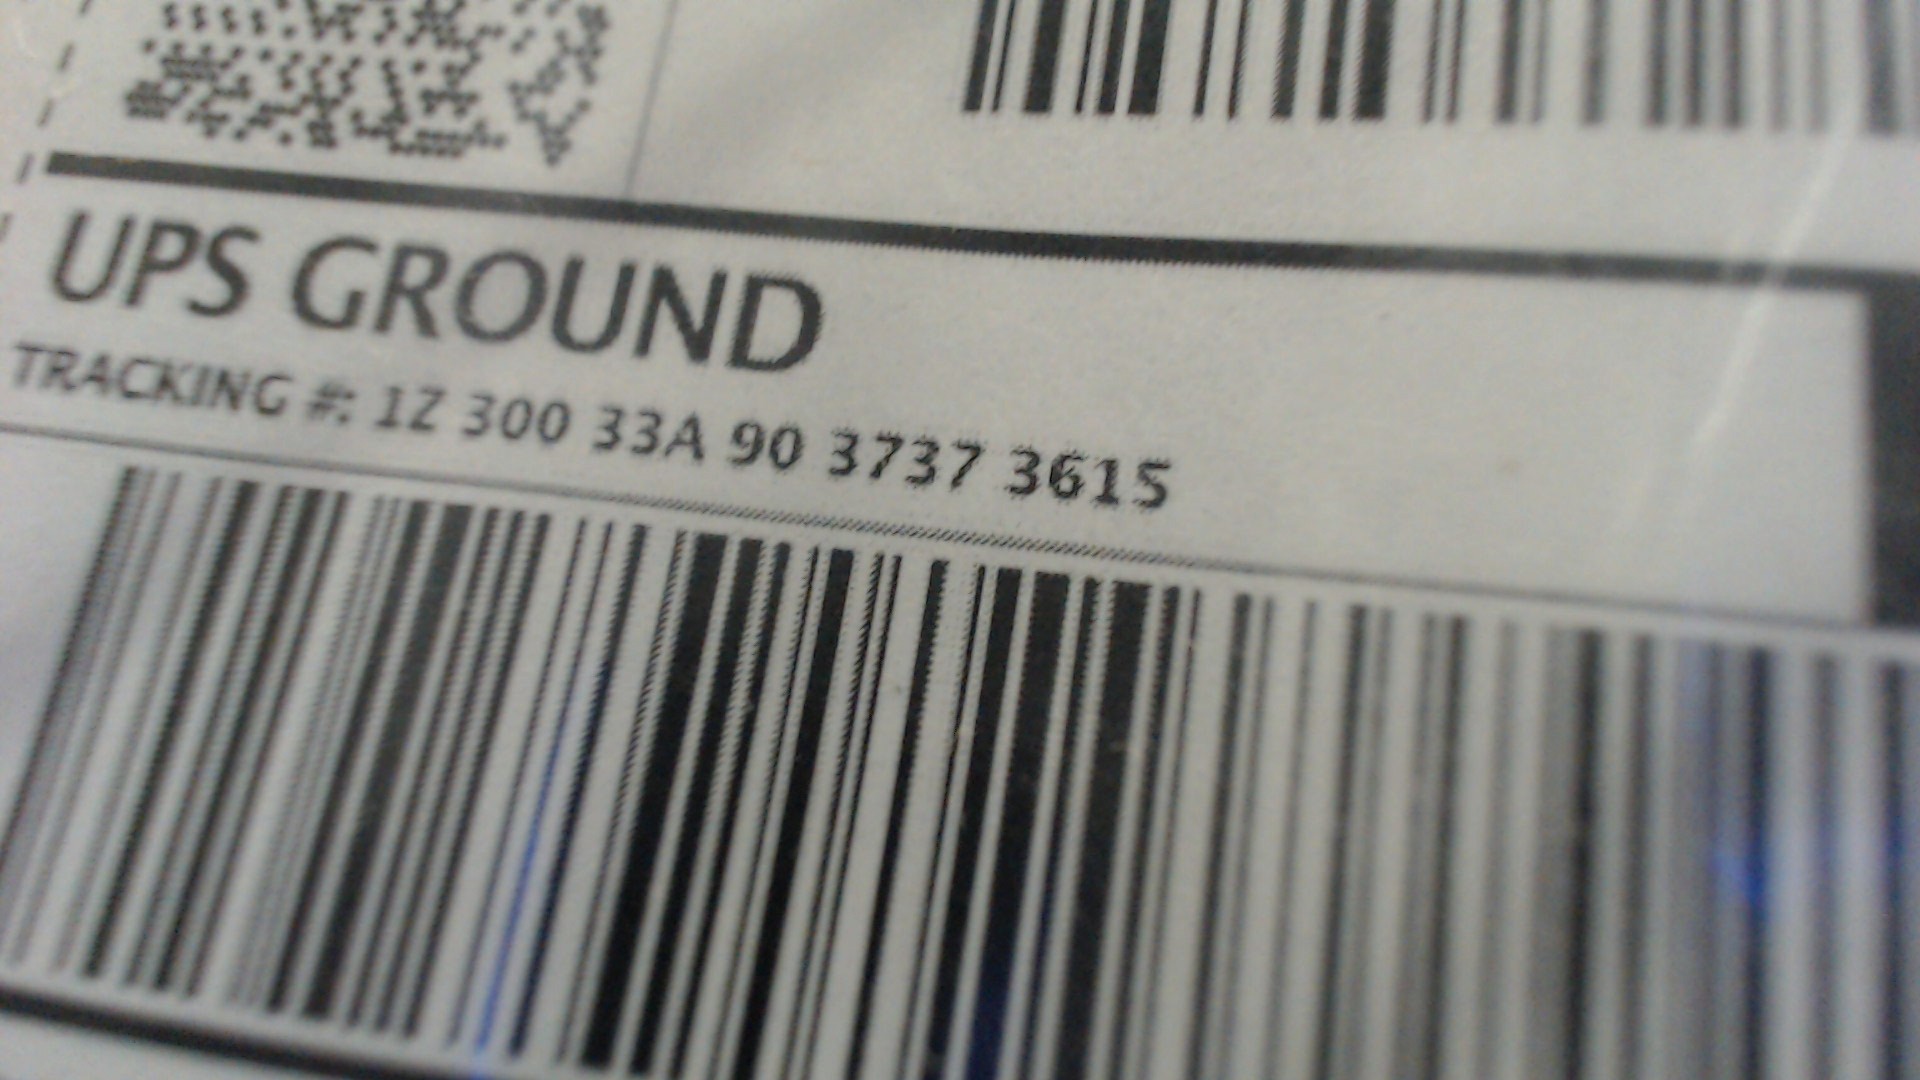 UPS GROUND
TRACKING #: 1Z 300 33A 90 3737 3615